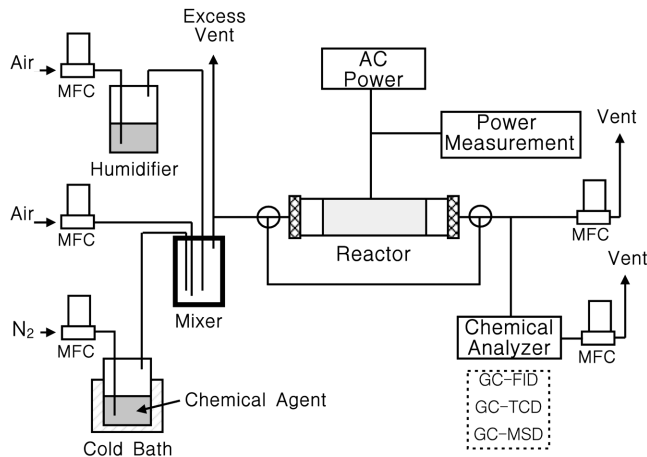 Excess
Vent
AC
Power
Air
MFC
Humidifier
Power
Measurement
Vent
MFC
Air
MFC
Reactor
Mixer
Vent
N2
MFC
Chemical
Analyzer
MFC
Chemical Agent
Cold Bath
GC-FID
GC-TCD
GC-MSD